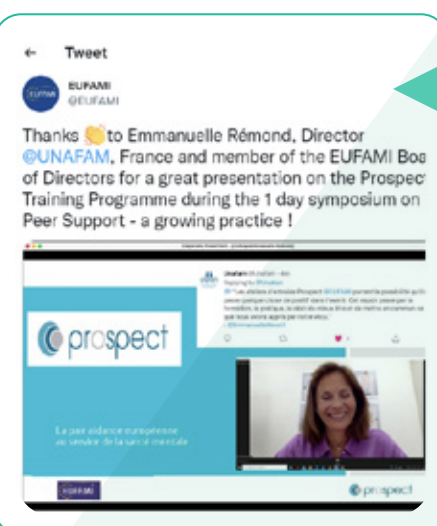 ← Tweet
EUFAMI
@EUFAMI
Thanks 👏 to Emmanuelle Rémond, Director
@UNAFAM, France and member of the EUFAMI Boa
of Directors for a great presentation on the Prospec
Training Programme during the 1 day symposium on
Peer Support - a growing practice !
prospect
La pair aidance européenne
au service de la santé mentale
EUFAMI
prospect